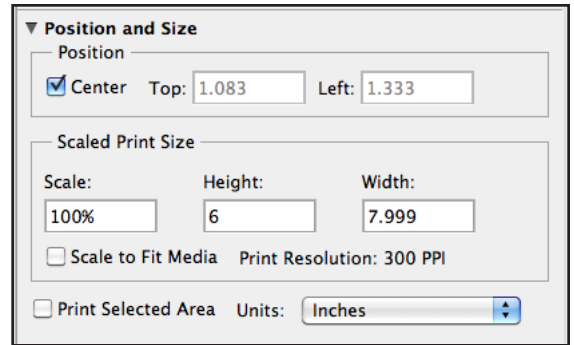 Position and Size
Position
Center Top: 1.083 Left: 1.333
Scaled Print Size
Scale: Height: Width:
100% 6 7.999
Scale to Fit Media Print Resolution: 300 PPI
Print Selected Area Units: Inches